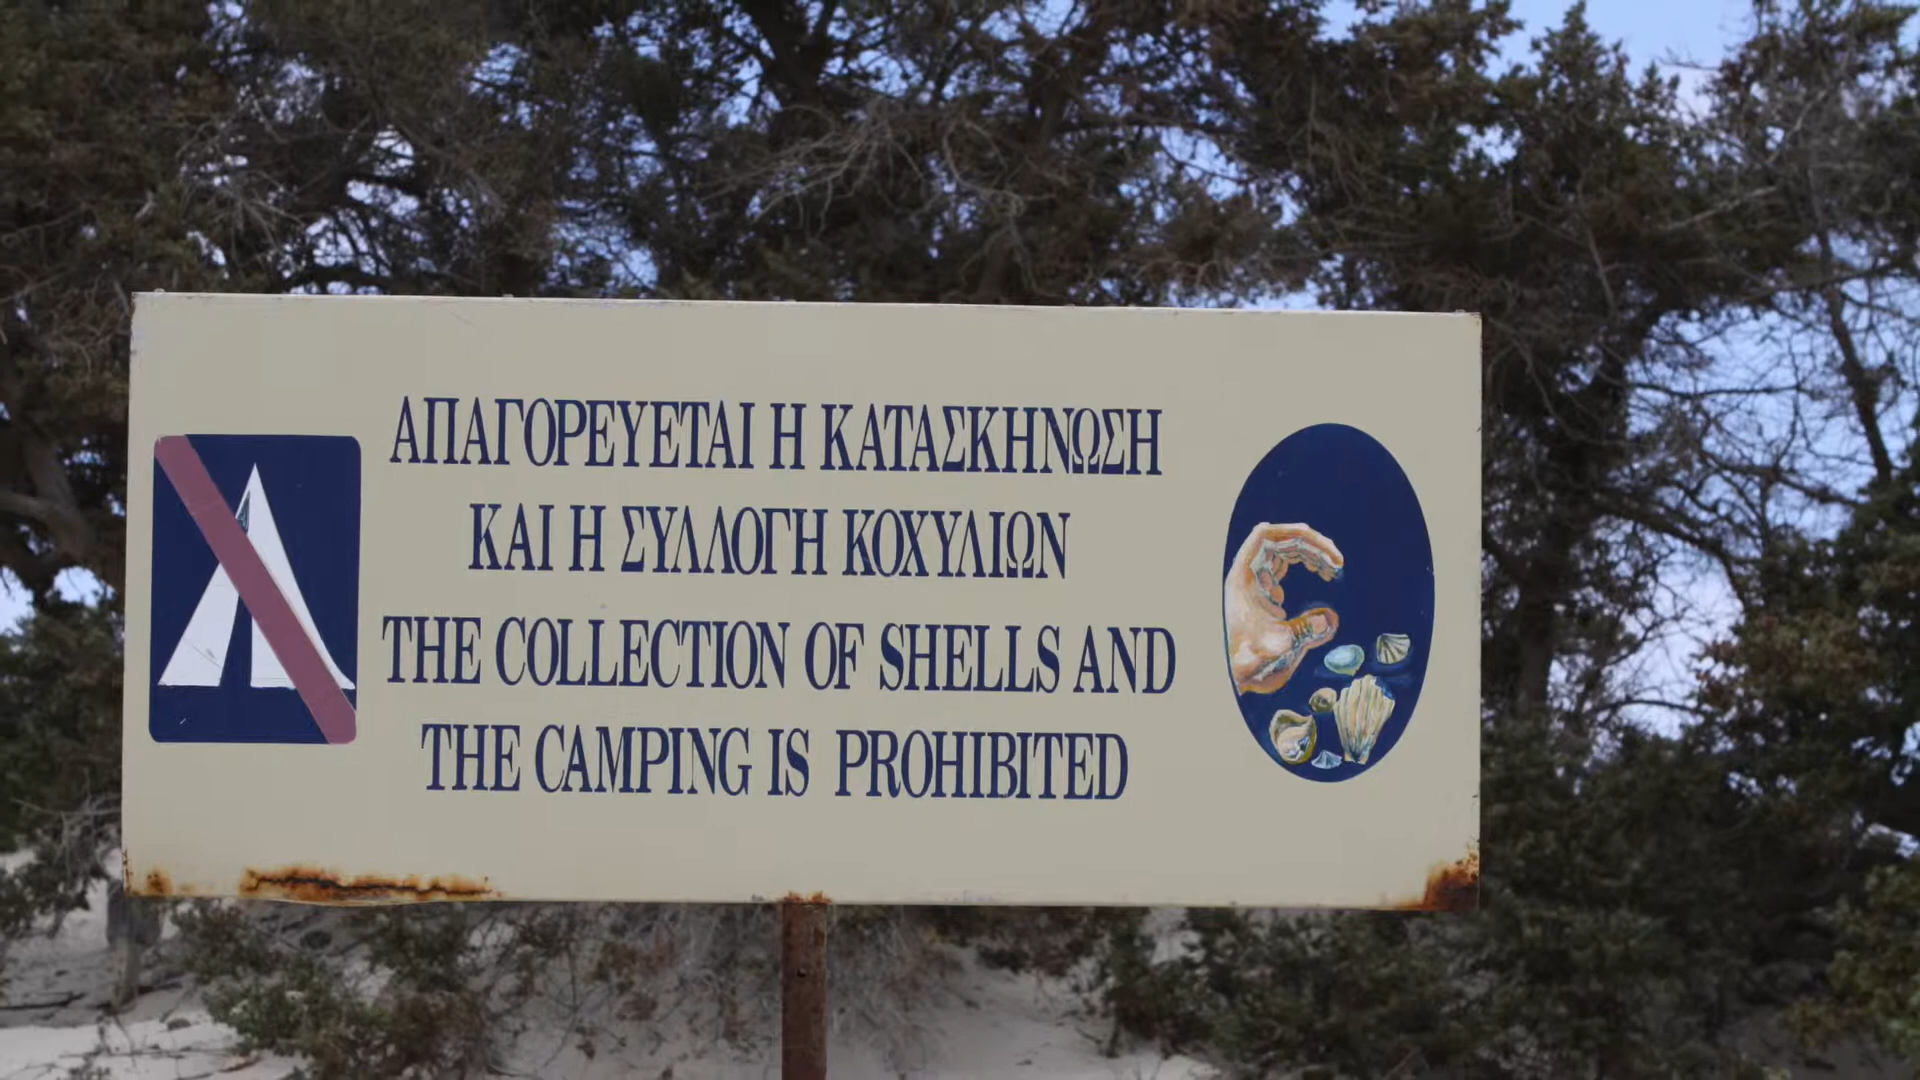 ΑΠΑΓΟΡΕΥΕΤΑΙ Η ΚΑΤΑΣΚΗΝΩΣΗ
ΚΑΙ Η ΣΥΛΛΟΓΗ ΚΟΧΥΛΙΩΝ
THE COLLECTION OF SHELLS AND
THE CAMPING IS PROHIBITED